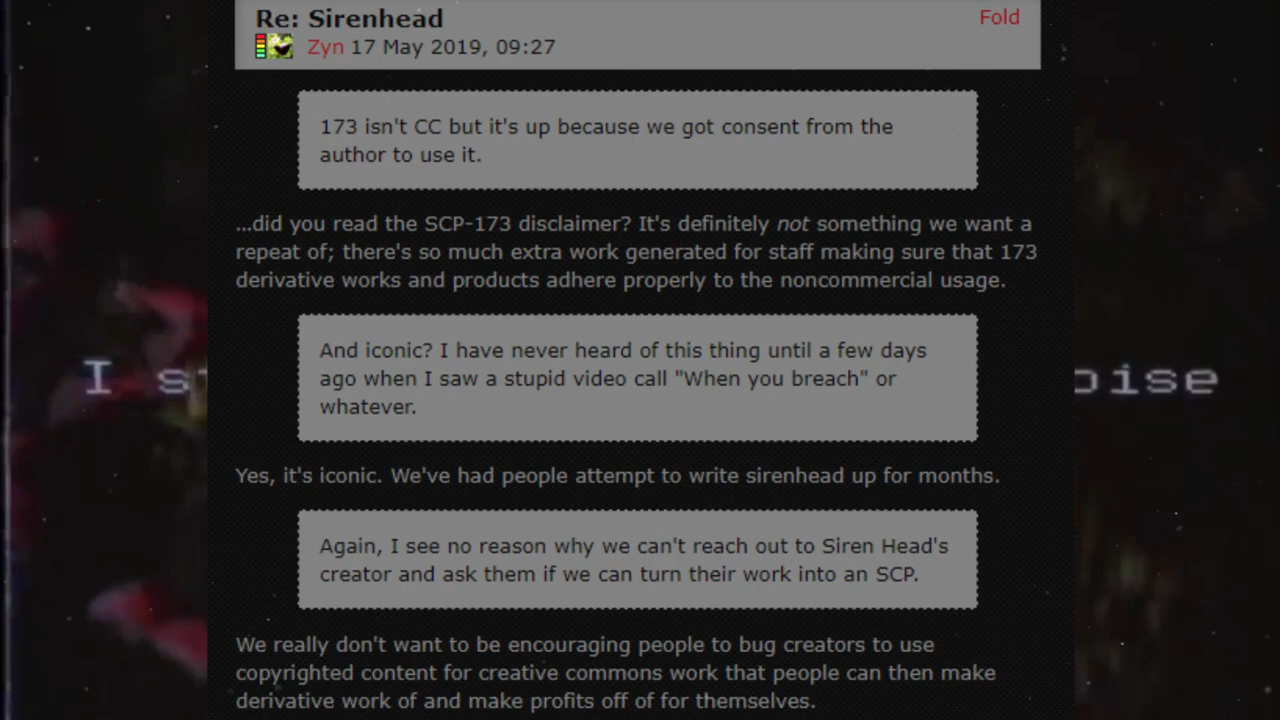 Re: Sirenhead
Fold
Zyn 17 May 2019, 09:27
173 isn't CC but it's up because we got consent from the
author to use it.
...did you read the SCP-173 disclaimer? It's definitely not something we want a
repeat of; there's so much extra work generated for staff making sure that 173
derivative works and products adhere properly to the noncommercial usage.
And iconic? I have never heard of this thing until a few days
ago when I saw a stupid video call "When you breach" or
whatever.
I
Yes, it's iconic. We've had people attempt to write sirenhead up for months.
Again, I see no reason why we can't reach out to Siren Head's
creator and ask them if we can turn their work into an SCP.
We really don't want to be encouraging people to bug creators to use
copyrighted content for creative commons work that people can then make
derivative work of and make profits off of for themselves.